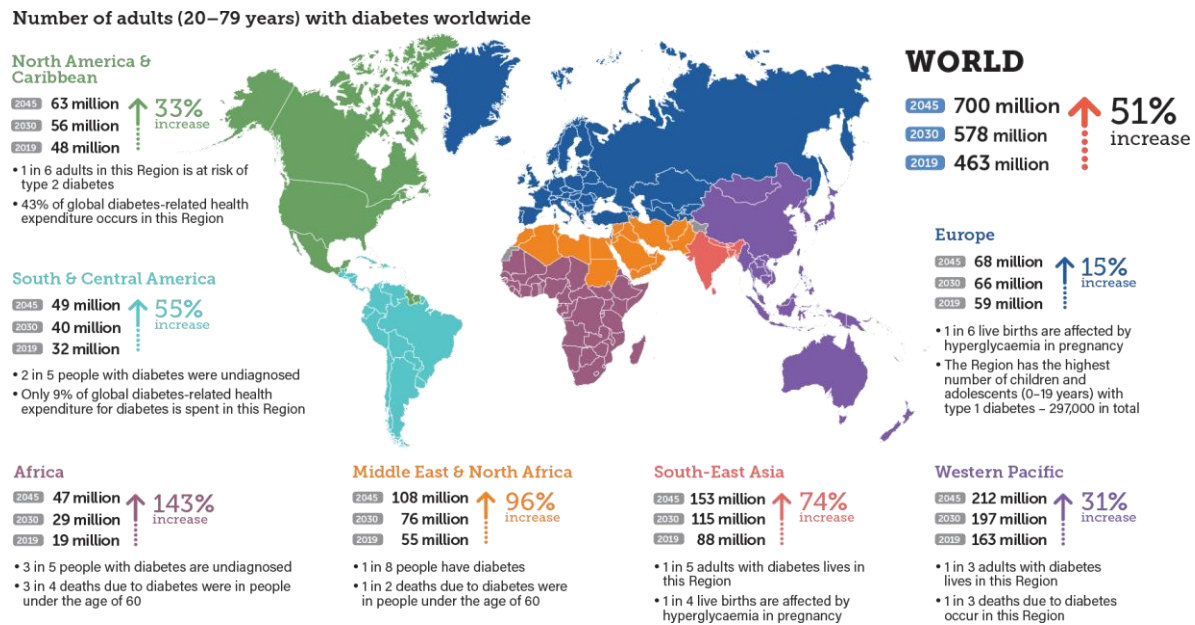 Number of adults (20–79 years) with diabetes worldwide
North America &
Caribbean
2045 63 million
2030 56 million
2019 48 million
33%
increase
• 1 in 6 adults in this Region is at risk of
type 2 diabetes
• 43% of global diabetes-related health
expenditure occurs in this Region
South & Central America
2045 49 million
2030 40 million
2019 32 million
55%
increase
• 2 in 5 people with diabetes were undiagnosed
• Only 9% of global diabetes-related health
expenditure for diabetes is spent in this Region
WORLD
2045 700 million
2030 578 million
2019 463 million
51%
increase
Europe
2045 68 million
2030 66 million
2019 59 million
15%
increase
• 1 in 6 live births are affected by
hyperglycaemia in pregnancy
• The Region has the highest
number of children and
adolescents (0–19 years) with
type 1 diabetes – 297,000 in total
Africa
2045 47 million
2030 29 million
2019 19 million
143%
increase
• 3 in 5 people with diabetes are undiagnosed
• 3 in 4 deaths due to diabetes were in people
under the age of 60
Middle East & North Africa
2045 108 million
2030 76 million
2019 55 million
96%
increase
• 1 in 8 people have diabetes
• 1 in 2 deaths due to diabetes were
in people under the age of 60
South-East Asia
2045 153 million
2030 115 million
2019 88 million
74%
increase
• 1 in 5 adults with diabetes lives in
this Region
• 1 in 4 live births are affected by
hyperglycaemia in pregnancy
Western Pacific
2045 212 million
2030 197 million
2019 163 million
31%
increase
• 1 in 3 adults with diabetes
lives in this Region
• 1 in 3 deaths due to diabetes
occur in this Region